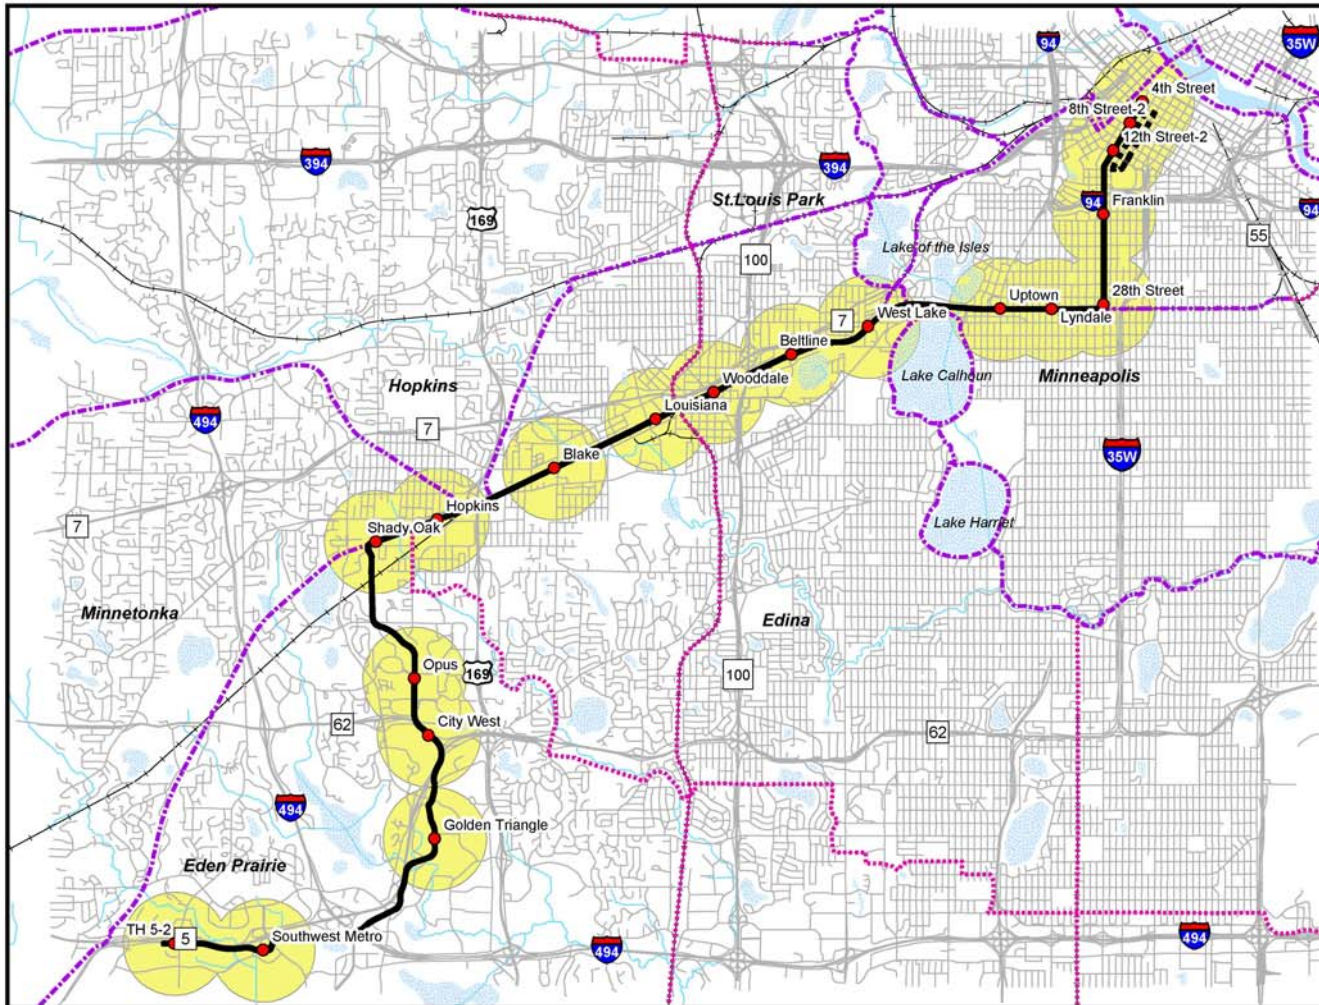 94
35W
4th Street
8th Street-2
12th Street-2
394
394
St.Louis Park
94
Franklin
94
169
55
Lake of the Isles
100
Uptown
28th Street
7
West Lake
Lyndale
Beltline
Hopkins
Wooddale
Lake Calhoun
Minneapolis
494
7
Louisiana
Blake
35W
Hopkins
7
Shady Oak
Lake Harriet
Minnetonka
Edina
Opus
169
100
62
City West
62
494
Golden Triangle
Eden Prairie
TH 5-2
5
Southwest Metro
494
494